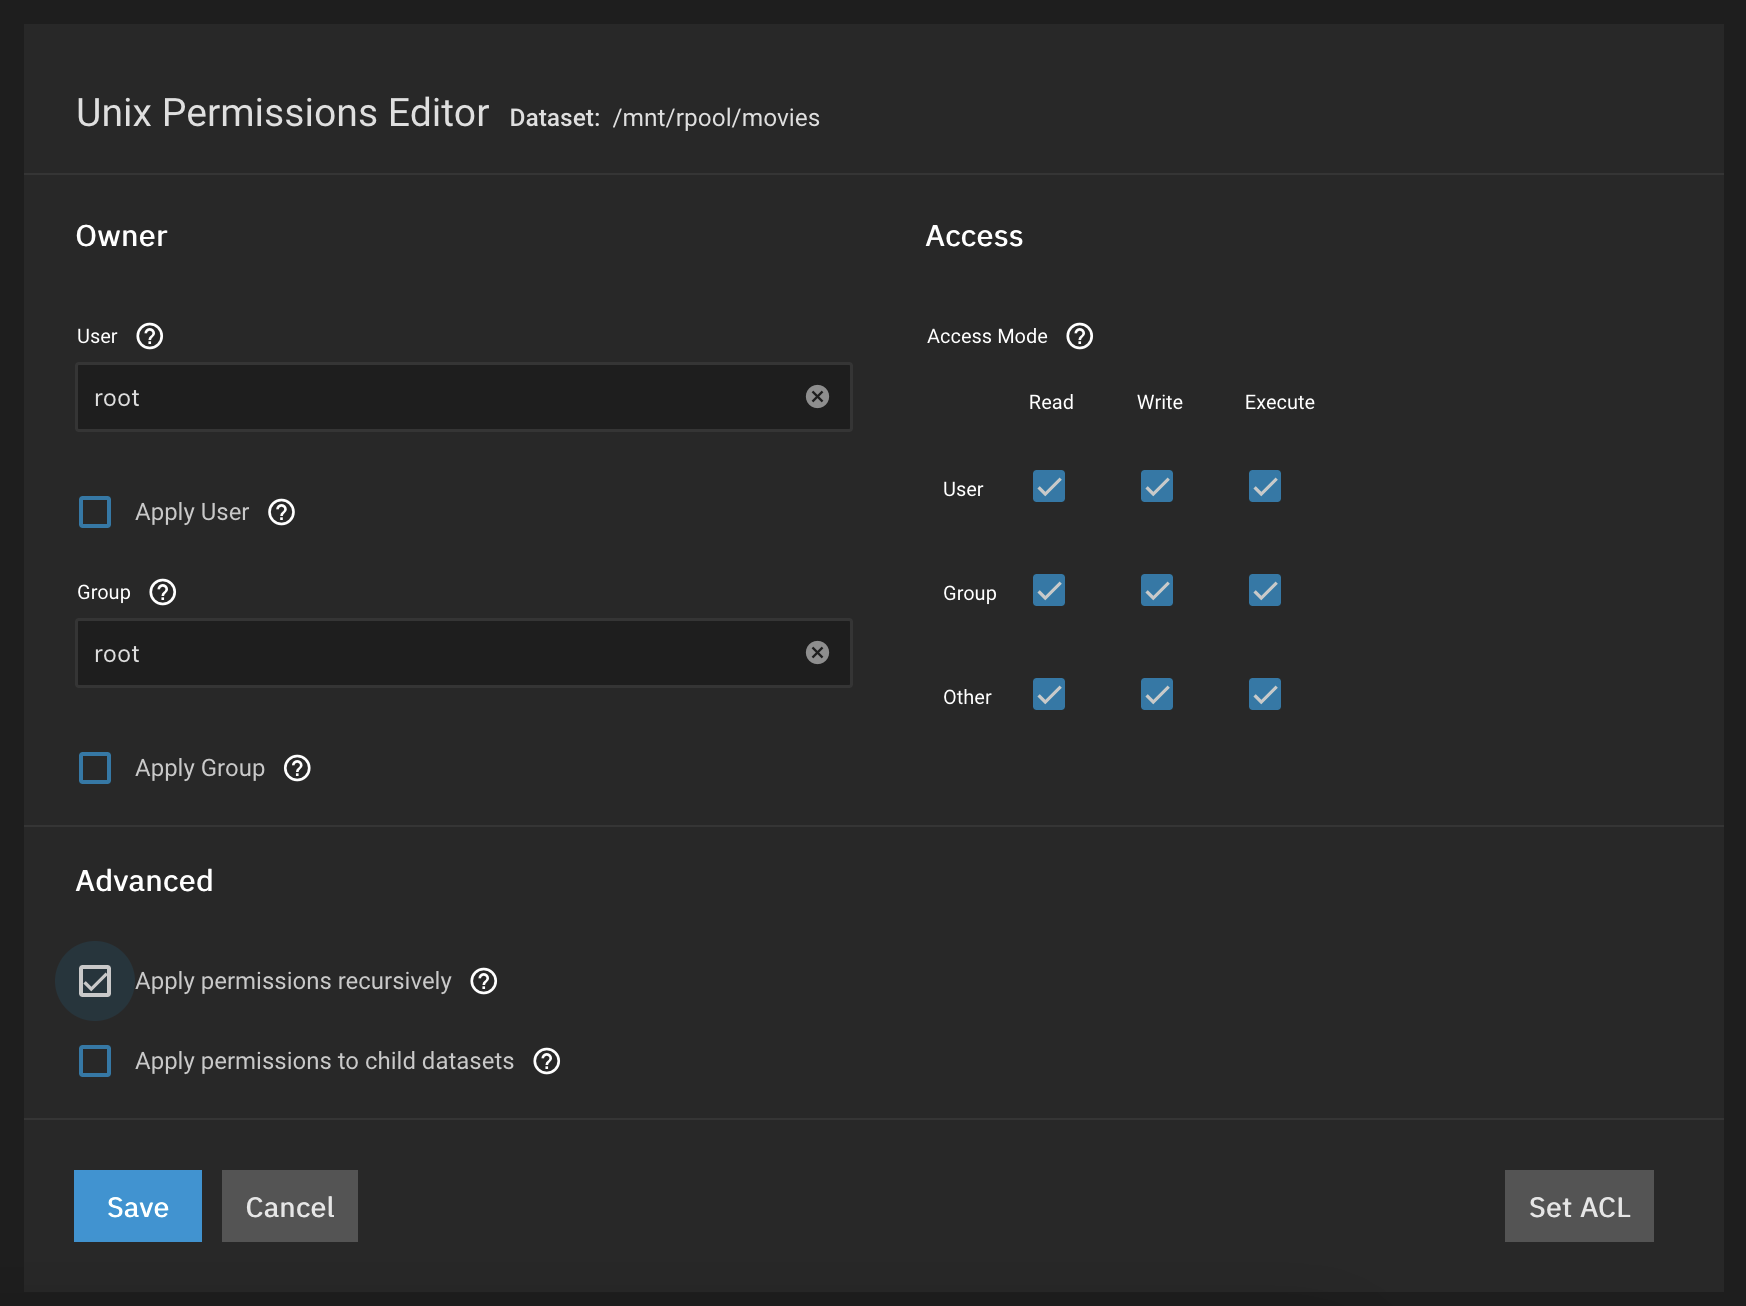 Unix Permissions Editor Dataset: /mnt/rpool/movies
Owner
User
root
Apply User
Group
root
Apply Group
Access
Access Mode
Read Write Execute
User
Group
Other
Advanced
Apply permissions recursively
Apply permissions to child datasets
Save Cancel Set ACL